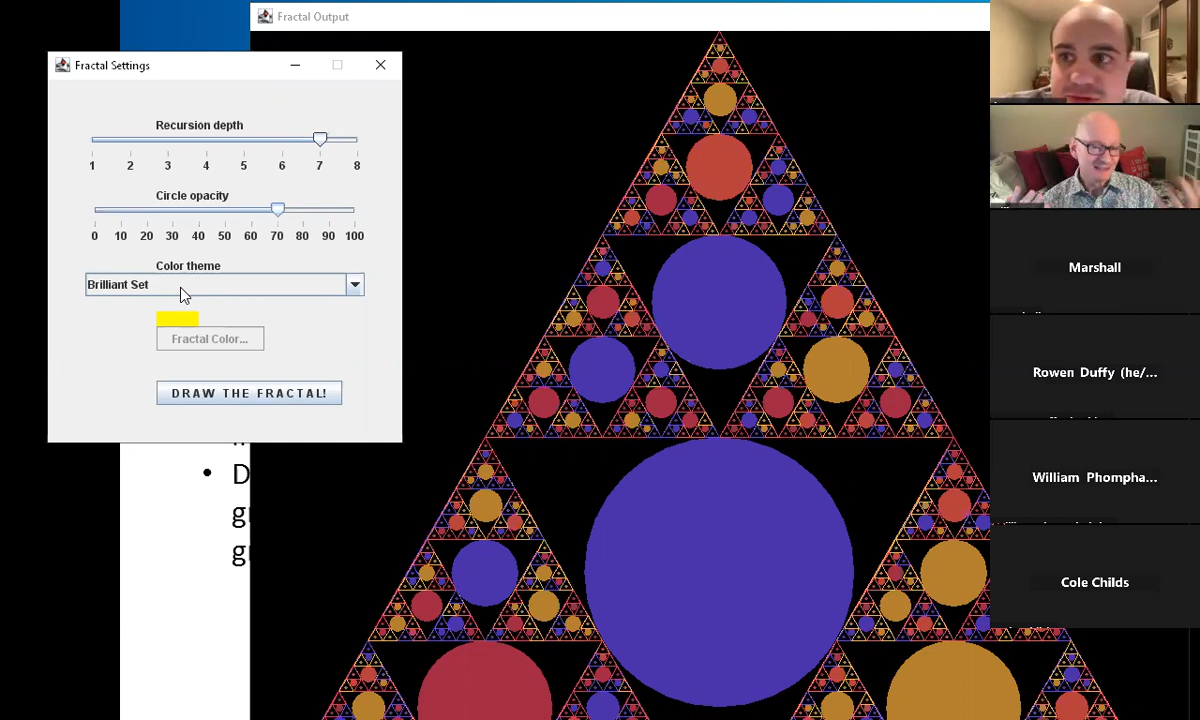 Fractal Output
Fractal Settings
Recursion depth
1 2 3 4 5 6 7 8
Circle opacity
0 10 20 30 40 50 60 70 80 90 100
Color theme
Brilliant Set
Fractal Color...
DRAW THE FRACTAL!
• D
g
g
Marshall
Rowen Duffy (he/...
William Phompha...
Cole Childs